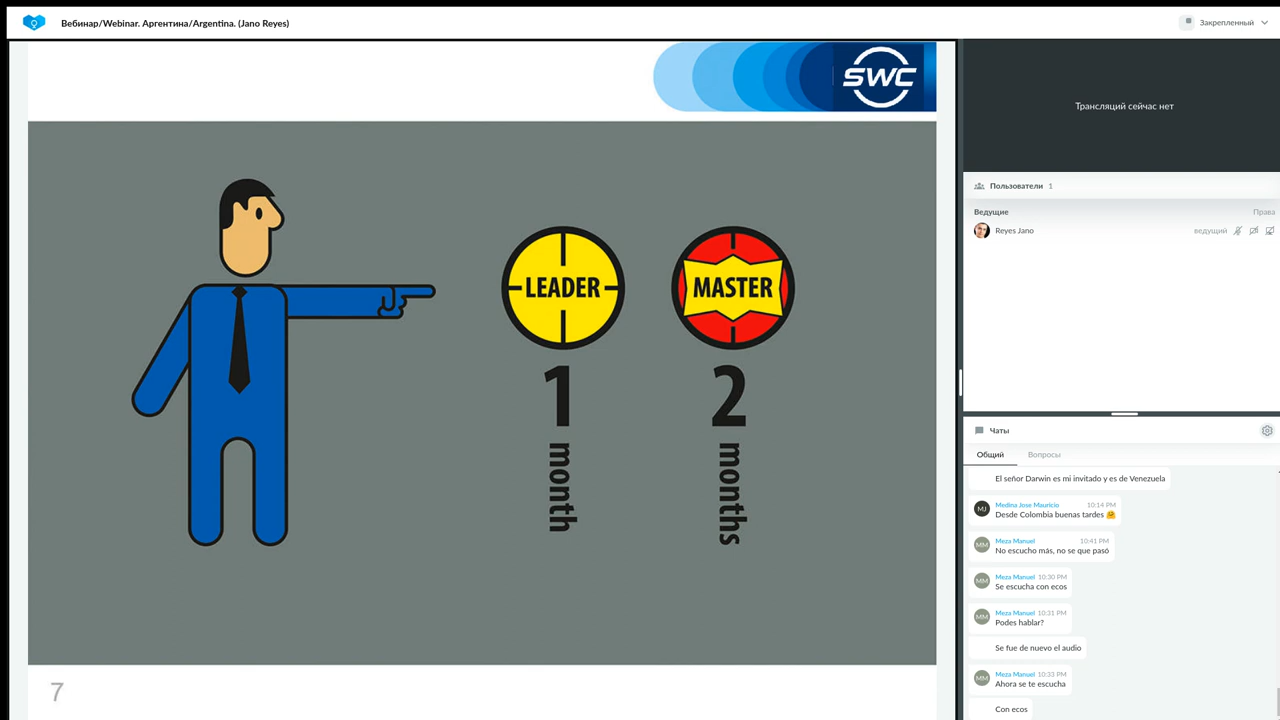 Вебинар/Webinar. Аргентина/Argentina. (Jano Reyes)
Закрепленный
SWC
LEADER
MASTER
1
month
2
months
7
Трансляций сейчас нет
Пользователи 1
Ведущие Права
Reyes Jano ведущий
Чаты
Общий Вопросы
El señor Darwin es mi invitado y es de Venezuela
MJ Medina Jose Mauricio 10:14 PM
Desde Colombia buenas tardes 🤗
MM Meza Manuel 10:41 PM
No escucho más, no se que pasó
MM Meza Manuel 10:30 PM
Se escucha con ecos
MM Meza Manuel 10:31 PM
Podes hablar?
Se fue de nuevo el audio
MM Meza Manuel 10:33 PM
Ahora se te escucha
Con ecos